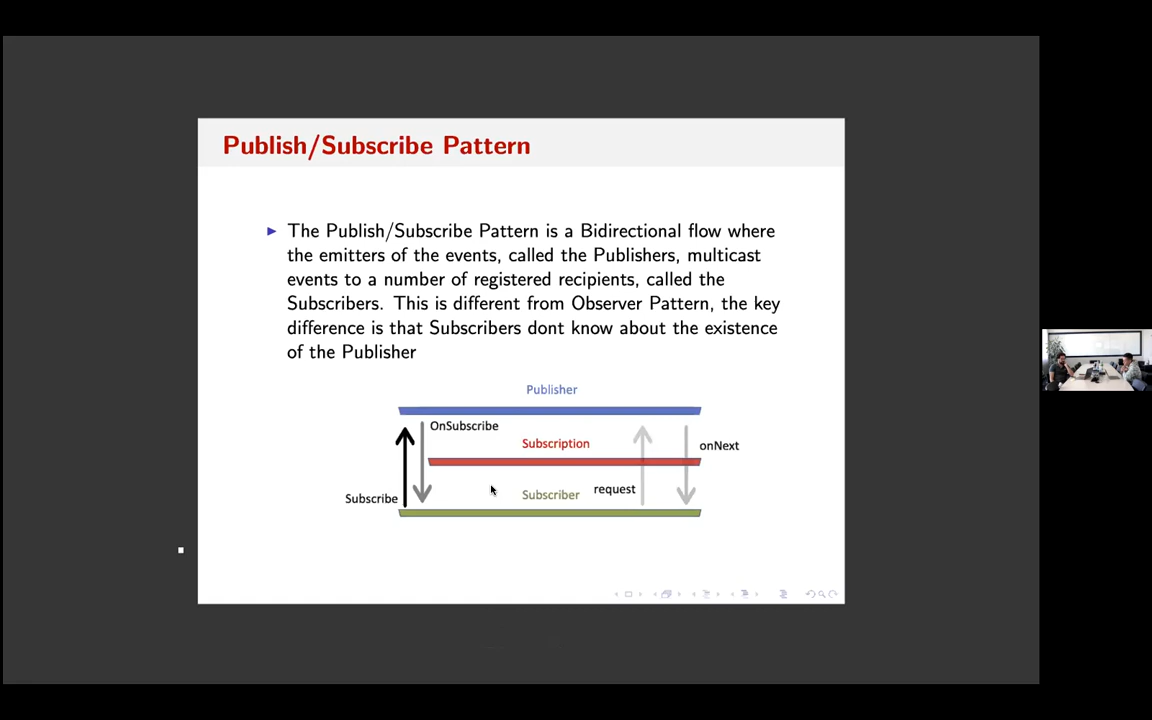 Publish/Subscribe Pattern
The Publish/Subscribe Pattern is a Bidirectional flow where
the emitters of the events, called the Publishers, multicast
events to a number of registered recipients, called the
Subscribers. This is different from Observer Pattern, the key
difference is that Subscribers dont know about the existence
of the Publisher
Publisher
OnSubscribe
Subscription
onNext
Subscribe
Subscriber
request